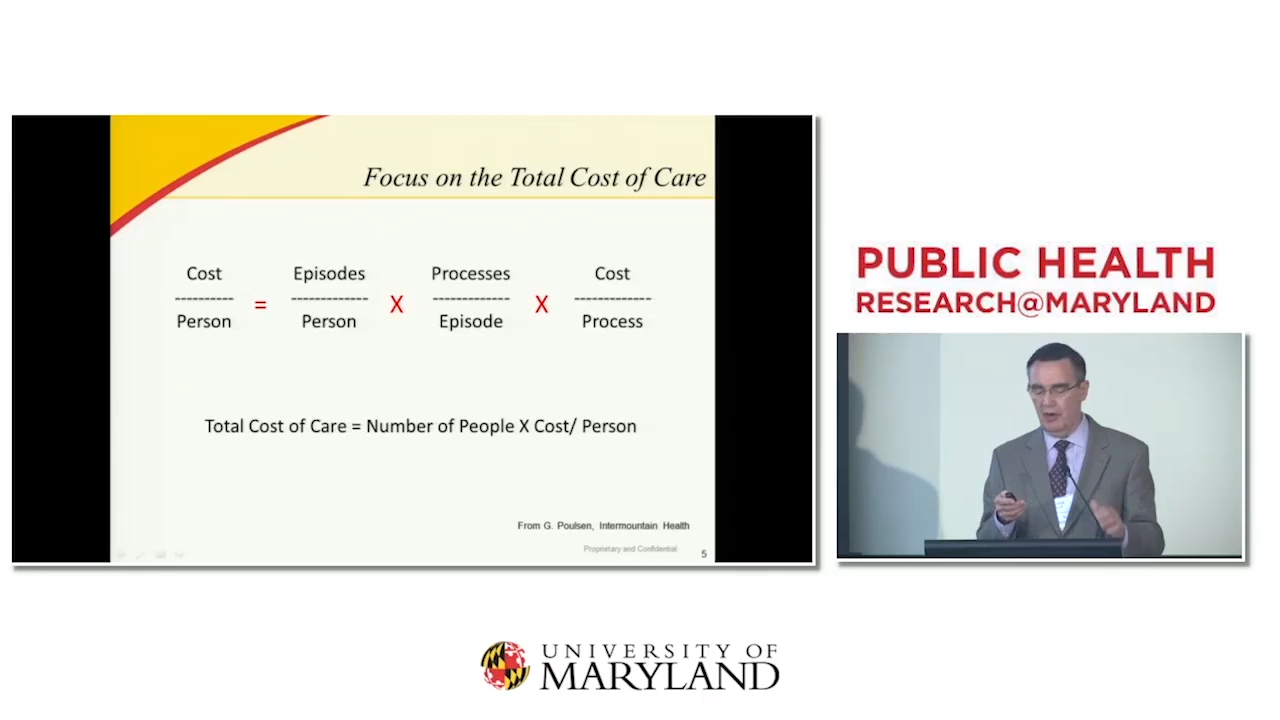 Focus on the Total Cost of Care
Cost Episodes Processes Cost
---------- = ------------- X ------------- X -------------
Person Person Episode Process
Total Cost of Care = Number of People X Cost/ Person
From G. Poulsen, Intermountain Health
Proprietary and Confidential
5
PUBLIC HEALTH
RESEARCH@MARYLAND
UNIVERSITY OF
MARYLAND